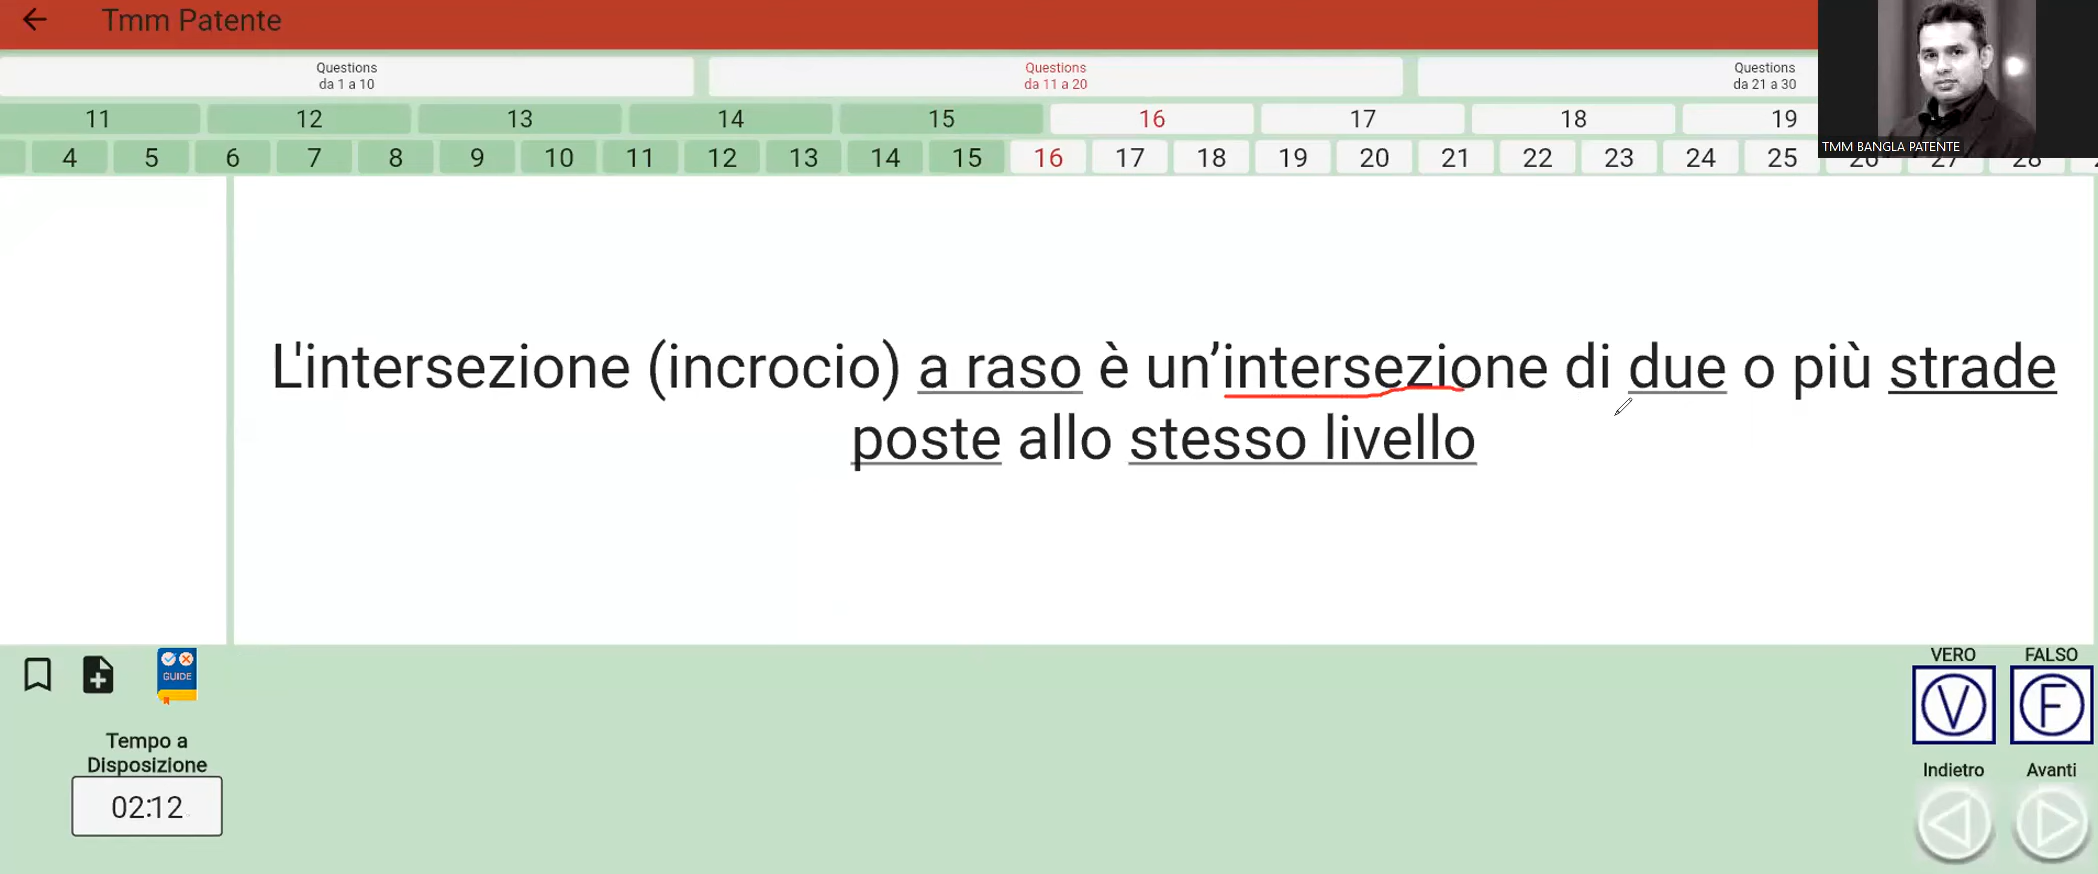 Tmm Patente
Questions
da 1 a 10
Questions
da 11 a 20
Questions
da 21 a 30
11 12 13 14 15 16 17 18 19
4 5 6 7 8 9 10 11 12 13 14 15 16 17 18 19 20 21 22 23 24 25 26 27 28
TMM BANGLA PATENTE
L'intersezione (incrocio) a raso è un’intersezione di due o più strade
poste allo stesso livello
GUIDE
VERO FALSO
V F
Tempo a
Disposizione
02:12
Indietro Avanti